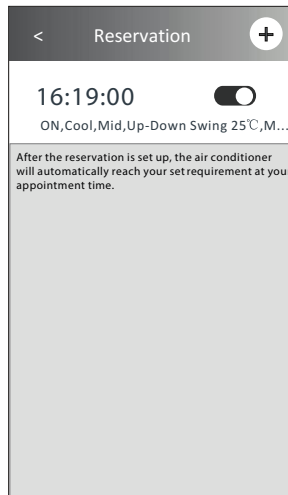 < Reservation +
16:19:00
ON,Cool,Mid,Up-Down Swing 25℃,M...
After the reservation is set up, the air conditioner
will automatically reach your set requirement at your
appointment time.